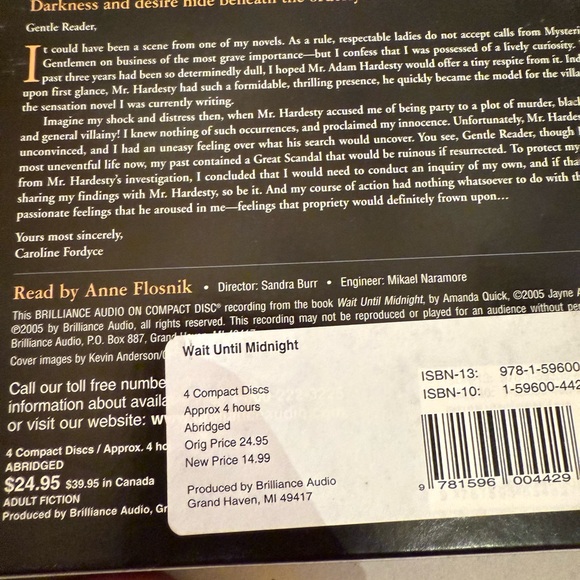 Darkness and desire hide beneath the
Gentle Reader,
It could have been a scene from one of my novels. As a rule, respectable ladies do not accept calls from
Gentlemen on business of the most grave importance—but I confess that I was possessed of a lively curiosity.
past three years had been so determinedly dull, I hoped Mr. Adam Hardesty would offer a tiny respite from it.
upon first glance, Mr. Hardesty had such a formidable, thrilling presence, he quickly became the model for the
the sensation novel I was currently writing.
Imagine my shock and distress then, when Mr. Hardesty accused me of being party to a plot of murder,
and general villainy! I knew nothing of such occurrences, and proclaimed my innocence. Unfortunately, Mr.
unconvinced, and I had an uneasy feeling over what his search would uncover. You see, Gentle Reader, though
most uneventful life now, my past contained a Great Scandal that would be ruinous if resurrected. To protect my
from Mr. Hardesty's investigation, I concluded that I would need to conduct an inquiry of my own, and if
sharing my findings with Mr. Hardesty, so be it. And my course of action had nothing whatsoever to do with
passionate feelings that he aroused in me—feelings that propriety would definitely frown upon...
Yours most sincerely,
Caroline Fordyce
Read by Anne Flosnik • Director: Sandra Burr • Engineer: Mikael Naramore
This BRILLIANCE AUDIO ON COMPACT DISC® recording from the book Wait Until Midnight, by Amanda Quick, ©2005 Jayne
℗2005 by Brilliance Audio, all rights reserved. This recording may not be reproduced or played for an audience without
Brilliance Audio, P.O. Box 887,
Cover images by Kevin Anderson/
Call our toll free
information about
or visit our website:
4 Compact Discs / Approx. 4
ABRIDGED
$24.95 $39.95 in Canada
ADULT FICTION
Produced by Brilliance Audio,
Wait Until Midnight
4 Compact Discs
Approx 4 hours
Abridged
Orig Price 24.95
New Price 14.99
Produced by Brilliance Audio
Grand Haven, MI 49417
ISBN-13: 978-1-59600
ISBN-10: 1-59600-442
9 781596 004429